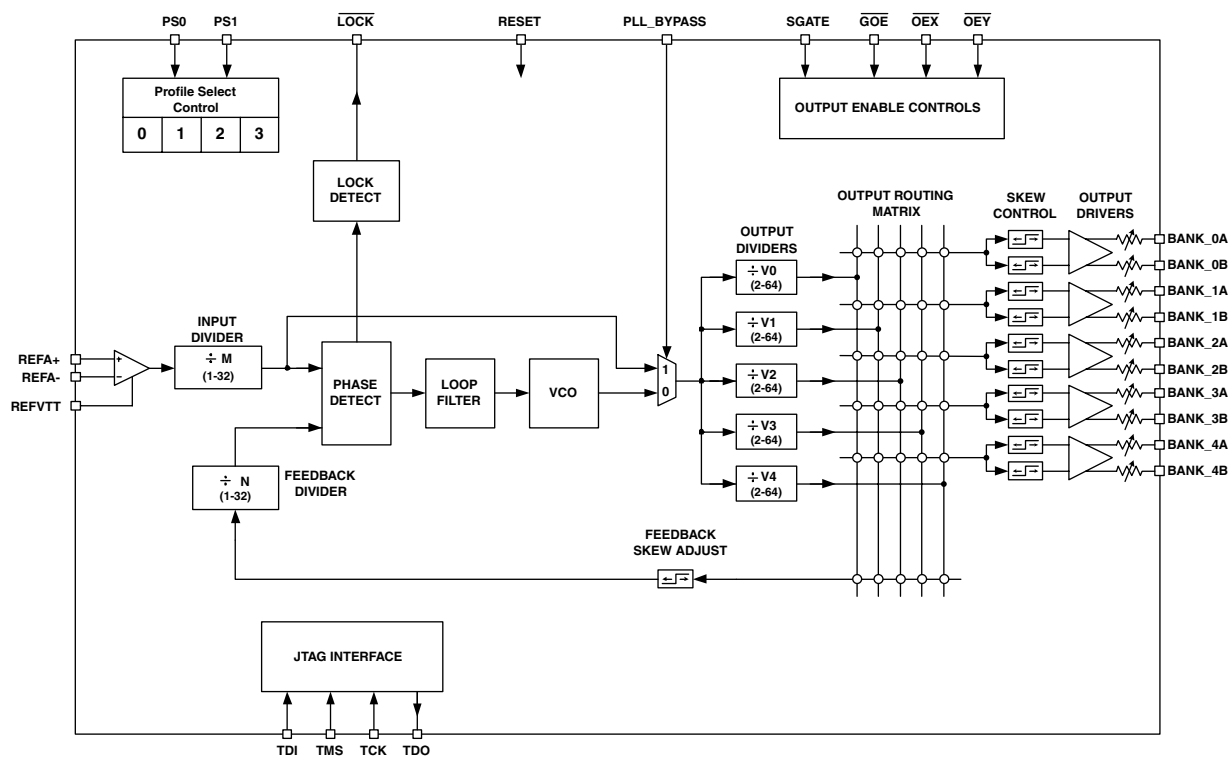 PS0 PS1 LOCK RESET PLL_BYPASS SGATE GOE OEX OEY
Profile Select
Control
0 1 2 3
OUTPUT ENABLE CONTROLS
LOCK
DETECT
OUTPUT ROUTING
MATRIX
SKEW
CONTROL
OUTPUT
DRIVERS
OUTPUT
DIVIDERS
÷ V0
(2-64)
÷ V1
(2-64)
÷ V2
(2-64)
÷ V3
(2-64)
÷ V4
(2-64)
BANK_0A
BANK_0B
BANK_1A
BANK_1B
BANK_2A
BANK_2B
BANK_3A
BANK_3B
BANK_4A
BANK_4B
INPUT
DIVIDER
÷ M
(1-32)
REFA+
REFA-
REFVTT
+
−
PHASE
DETECT
LOOP
FILTER
VCO
1
0
÷ N
(1-32)
FEEDBACK
DIVIDER
FEEDBACK
SKEW ADJUST
JTAG INTERFACE
TDI TMS TCK TDO